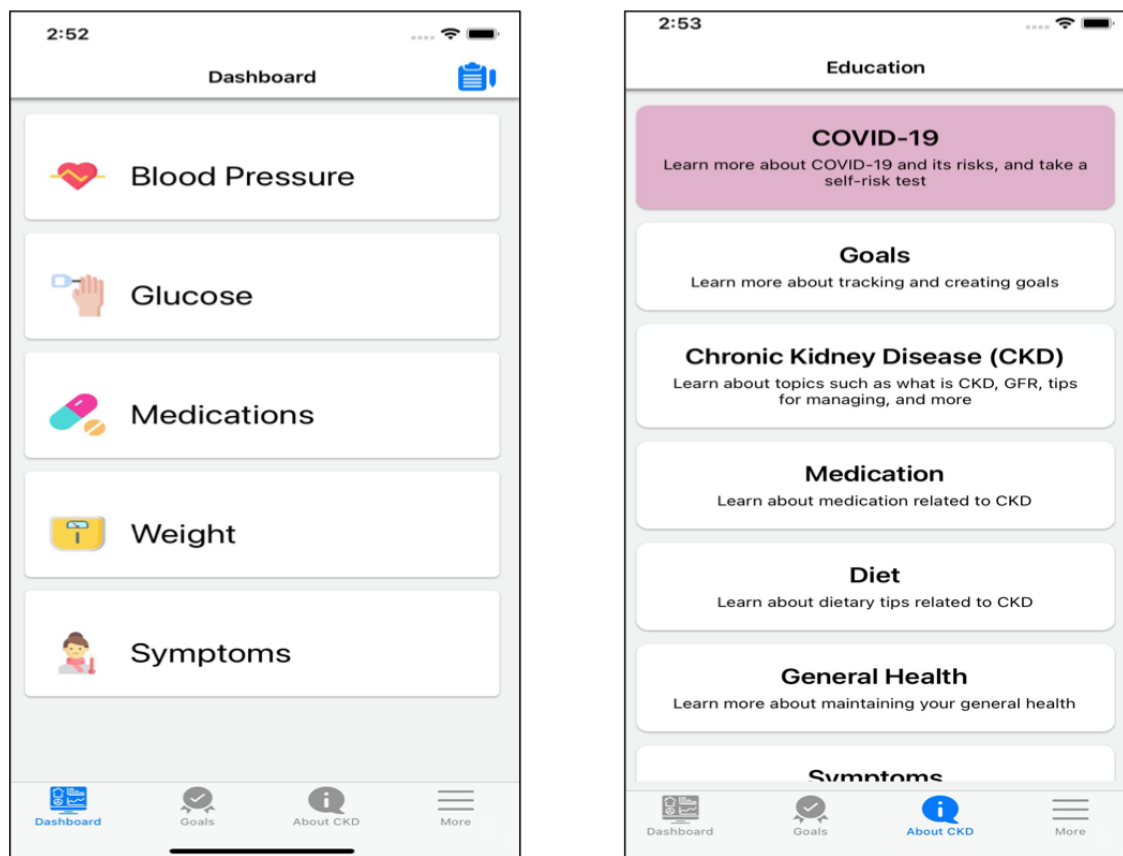 2:52
Dashboard
Blood Pressure
Glucose
Medications
Weight
Symptoms
Dashboard
Goals
About CKD
More
2:53
Education
COVID-19
Learn more about COVID-19 and its risks, and take a
self-risk test
Goals
Learn more about tracking and creating goals
Chronic Kidney Disease (CKD)
Learn about topics such as what is CKD, GFR, tips
for managing, and more
Medication
Learn about medication related to CKD
Diet
Learn about dietary tips related to CKD
General Health
Learn more about maintaining your general health
Symptoms
Dashboard
Goals
About CKD
More